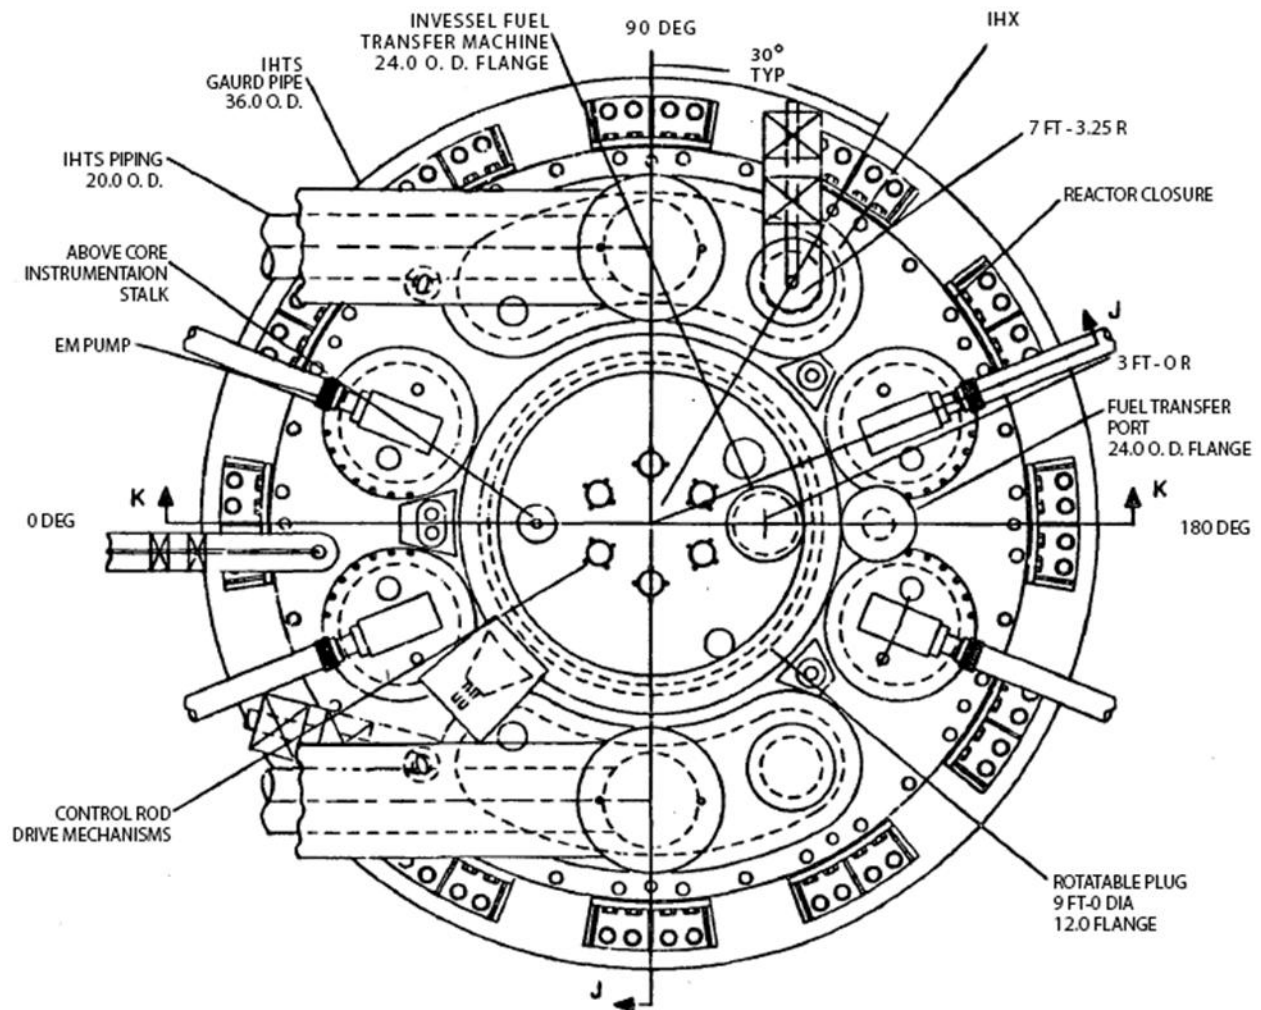 INVESSEL FUEL
TRANSFER MACHINE
24.0 O. D. FLANGE
90 DEG
IHX
30°
TYP
IHTS
GAURD PIPE
36.0 O. D.
7 FT - 3.25 R
IHTS PIPING
20.0 O. D.
REACTOR CLOSURE
ABOVE CORE
INSTRUMENTAION
STALK
J
EM PUMP
3 FT - O R
FUEL TRANSFER
PORT
24.0 O. D. FLANGE
K
K
0 DEG
180 DEG
CONTROL ROD
DRIVE MECHANISMS
ROTATABLE PLUG
9 FT-0 DIA
12.0 FLANGE
J